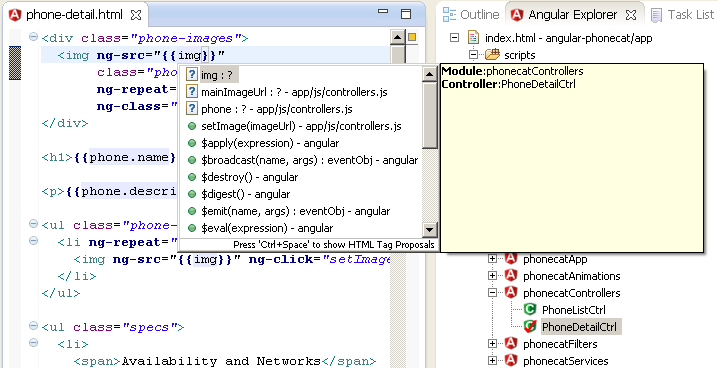 phone-detail.html
Outline
Angular Explorer
Task List
<div class="phone-images">
<img ng-src="{{img}}"
class="pho
ng-repeat=
ng-class="
</div>
<h1>{{phone.name}
<p>{{phone.descri
<ul class="phone-
<li ng-repeat="
<img ng-src="{{img}}" ng-click="setImage
</li>
</ul>
<ul class="specs">
<li>
<span>Availability and Networks</span>
img : ?
mainImageUrl : ? - app/js/controllers.js
phone : ? - app/js/controllers.js
setImage(imageUrl) - app/js/controllers.js
$apply(expression) - angular
$broadcast(name, args) : eventObj - angular
$destroy() - angular
$digest() - angular
$emit(name, args) : eventObj - angular
$eval(expression) - angular
Press 'Ctrl+Space' to show HTML Tag Proposals
index.html - angular-phonecat/app
scripts
Module:phonecatControllers
Controller:PhoneDetailCtrl
phonecatApp
phonecatAnimations
phonecatControllers
PhoneListCtrl
PhoneDetailCtrl
phonecatFilters
phonecatServices